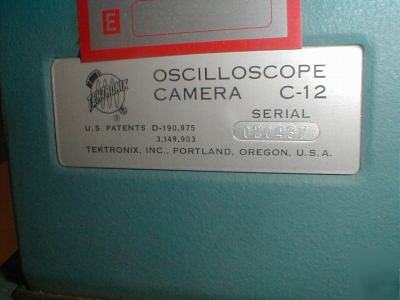 E
OSCILLOSCOPE
CAMERA C-12
TEKTRONIX
®
SERIAL
U.S. PATENTS D-190,975
3,149,903
TEKTRONIX, INC., PORTLAND, OREGON, U.S.A.